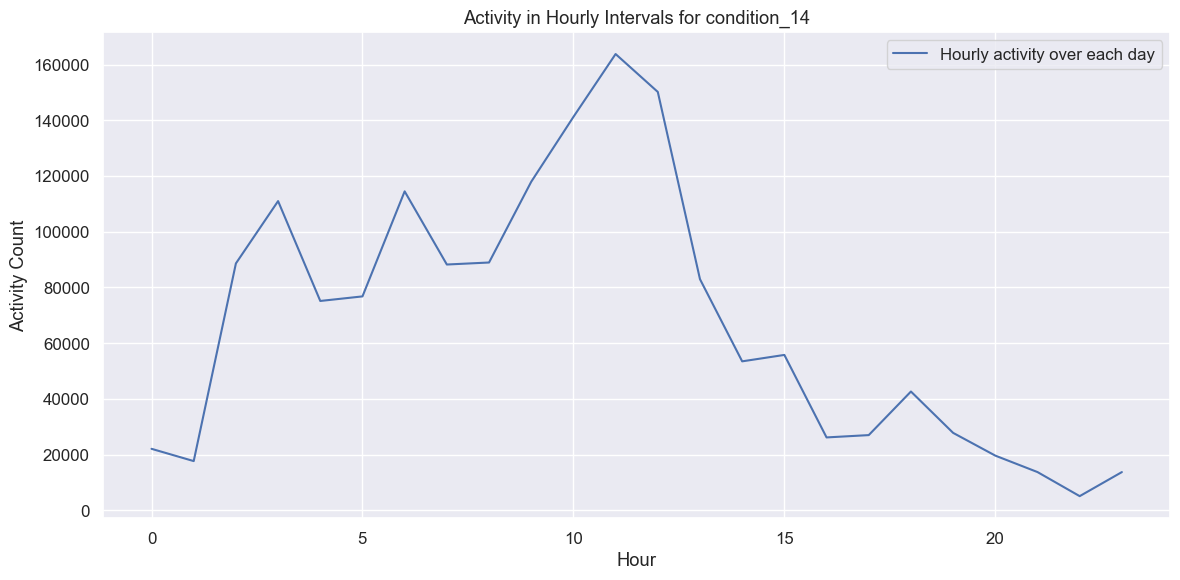 Activity in Hourly Intervals for condition_14
Hourly activity over each day
160000
140000
120000
100000
80000
60000
40000
20000
0
Activity Count
0 5 10 15 20
Hour